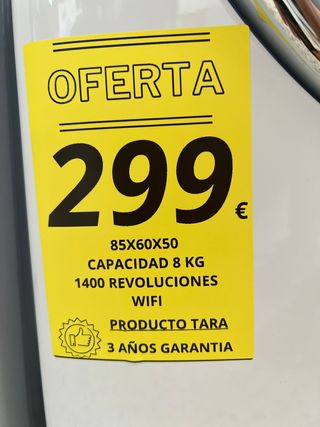 OFERTA
299€
85X60X50
CAPACIDAD 8 KG
1400 REVOLUCIONES
WIFI
PRODUCTO TARA
3 AÑOS GARANTIA